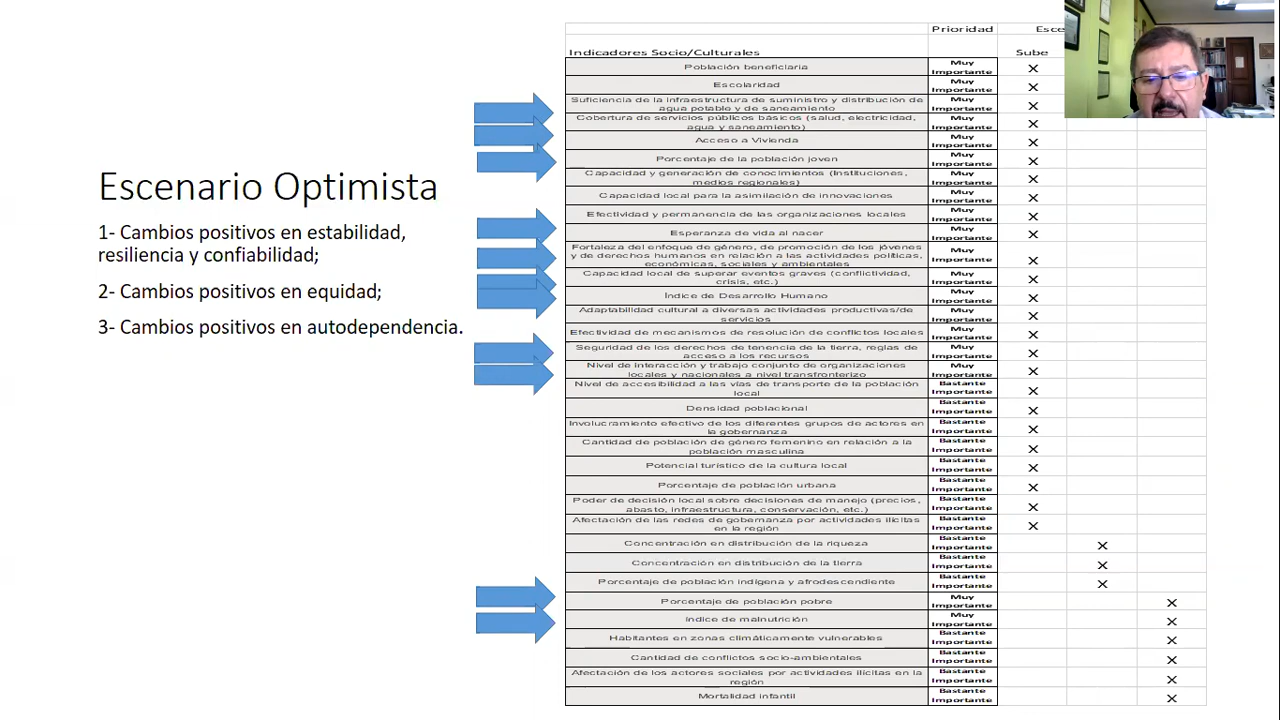 Escenario Optimista
1- Cambios positivos en estabilidad,
resiliencia y confiabilidad;
2- Cambios positivos en equidad;
3- Cambios positivos en autodependencia.
Prioridad
Indicadores Socio/Culturales Sube
Población beneficiaria Muy Importante X
Escolaridad Muy Importante X
Suficiencia de la infraestructura de suministro y distribución de
agua potable y de saneamiento Muy Importante X
Cobertura de servicios públicos básicos (salud, electricidad,
agua y saneamiento) Muy Importante X
Acceso a Vivienda Muy Importante X
Porcentaje de la población joven Muy Importante X
Capacidad y generación de conocimientos (Instituciones,
medios regionales) Muy Importante X
Capacidad local para la asimilación de innovaciones Muy Importante X
Efectividad y permanencia de las organizaciones locales Muy Importante X
Esperanza de vida al nacer Muy Importante X
Fortaleza del enfoque de género, de promoción de los jóvenes
y de derechos humanos en relación a las actividades políticas,
económicas, sociales y ambientales Muy Importante X
Capacidad local de superar eventos graves (conflictividad,
crisis, etc.) Muy Importante X
Índice de Desarrollo Humano Muy Importante X
Adaptabilidad cultural a diversas actividades productivas/de
servicios Muy Importante X
Efectividad de mecanismos de resolución de conflictos locales Muy Importante X
Seguridad de los derechos de tenencia de la tierra, reglas de
acceso a los recursos Muy Importante X
Nivel de interacción y trabajo conjunto de organizaciones
locales y nacionales a nivel transfronterizo Muy Importante X
Nivel de accesibilidad a las vías de transporte de la población
local Bastante Importante X
Densidad poblacional Bastante Importante X
Involucramiento efectivo de los diferentes grupos de actores en
la gobernanza Bastante Importante X
Cantidad de población de género femenino en relación a la
población masculina Bastante Importante X
Potencial turístico de la cultura local Bastante Importante X
Porcentaje de población urbana Bastante Importante X
Poder de decisión local sobre decisiones de manejo (precios,
abasto, infraestructura, conservación, etc.) Bastante Importante X
Afectación de las redes de gobernanza por actividades ilícitas
en la región Bastante Importante X
Concentración en distribución de la riqueza Bastante Importante X
Concentración en distribución de la tierra Bastante Importante X
Porcentaje de población indígena y afrodescendiente Bastante Importante X
Porcentaje de población pobre Muy Importante X
Indice de malnutrición Muy Importante X
Habitantes en zonas climáticamente vulnerables Bastante Importante X
Cantidad de conflictos socio-ambientales Bastante Importante X
Afectación de los actores sociales por actividades ilícitas en la
región Bastante Importante X
Mortalidad infantil Bastante Importante X